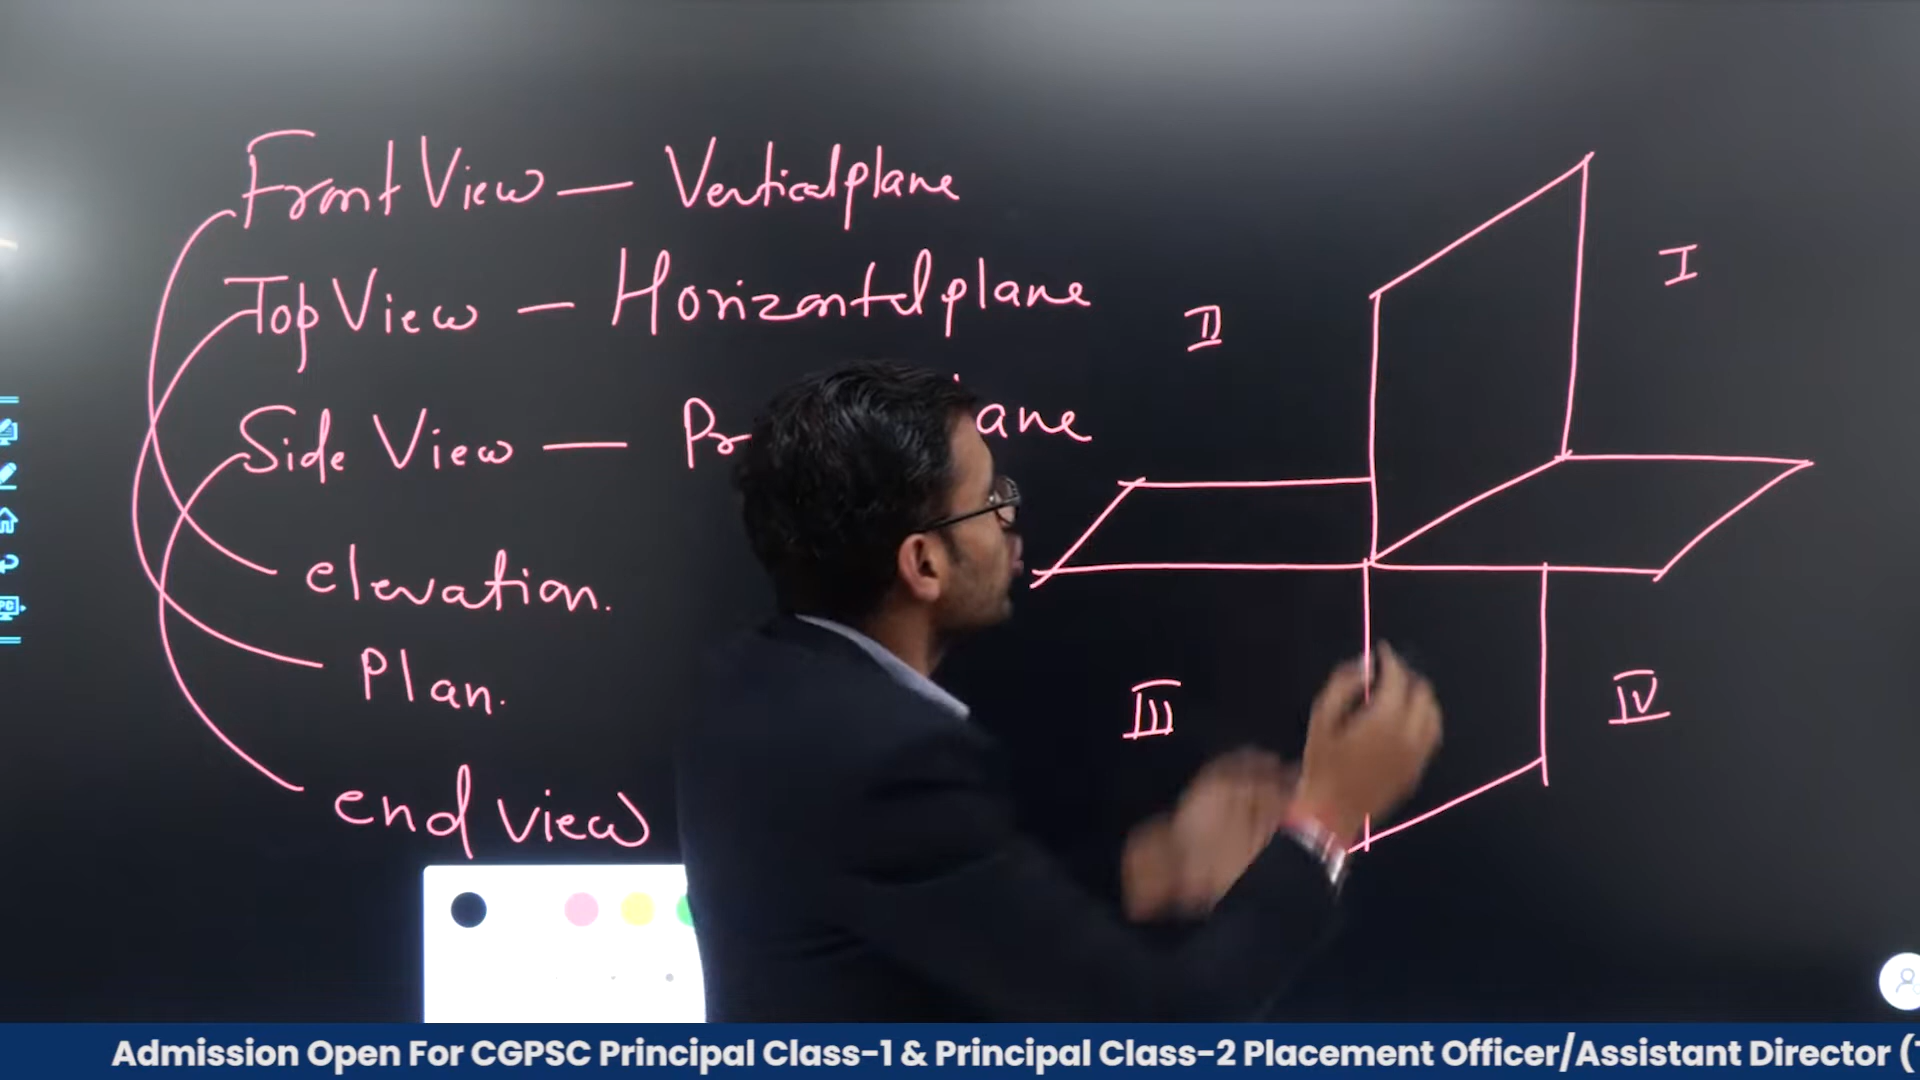 Front View — Vertical plane
Top View — Horizontal plane
Side View —
elevation.
Plan.
end view
II
I
III
IV
Admission Open For CGPSC Principal Class-1 & Principal Class-2 Placement Officer/Assistant Director (